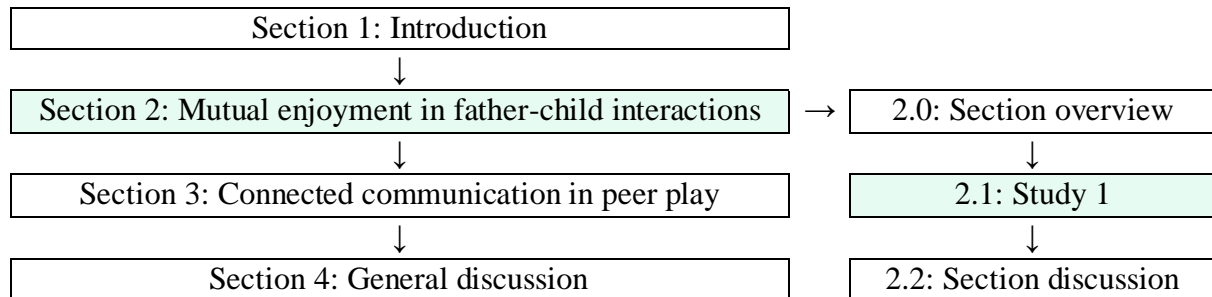 Section 1: Introduction
↓
Section 2: Mutual enjoyment in father-child interactions → 2.0: Section overview
↓ ↓
Section 3: Connected communication in peer play 2.1: Study 1
↓ ↓
Section 4: General discussion 2.2: Section discussion